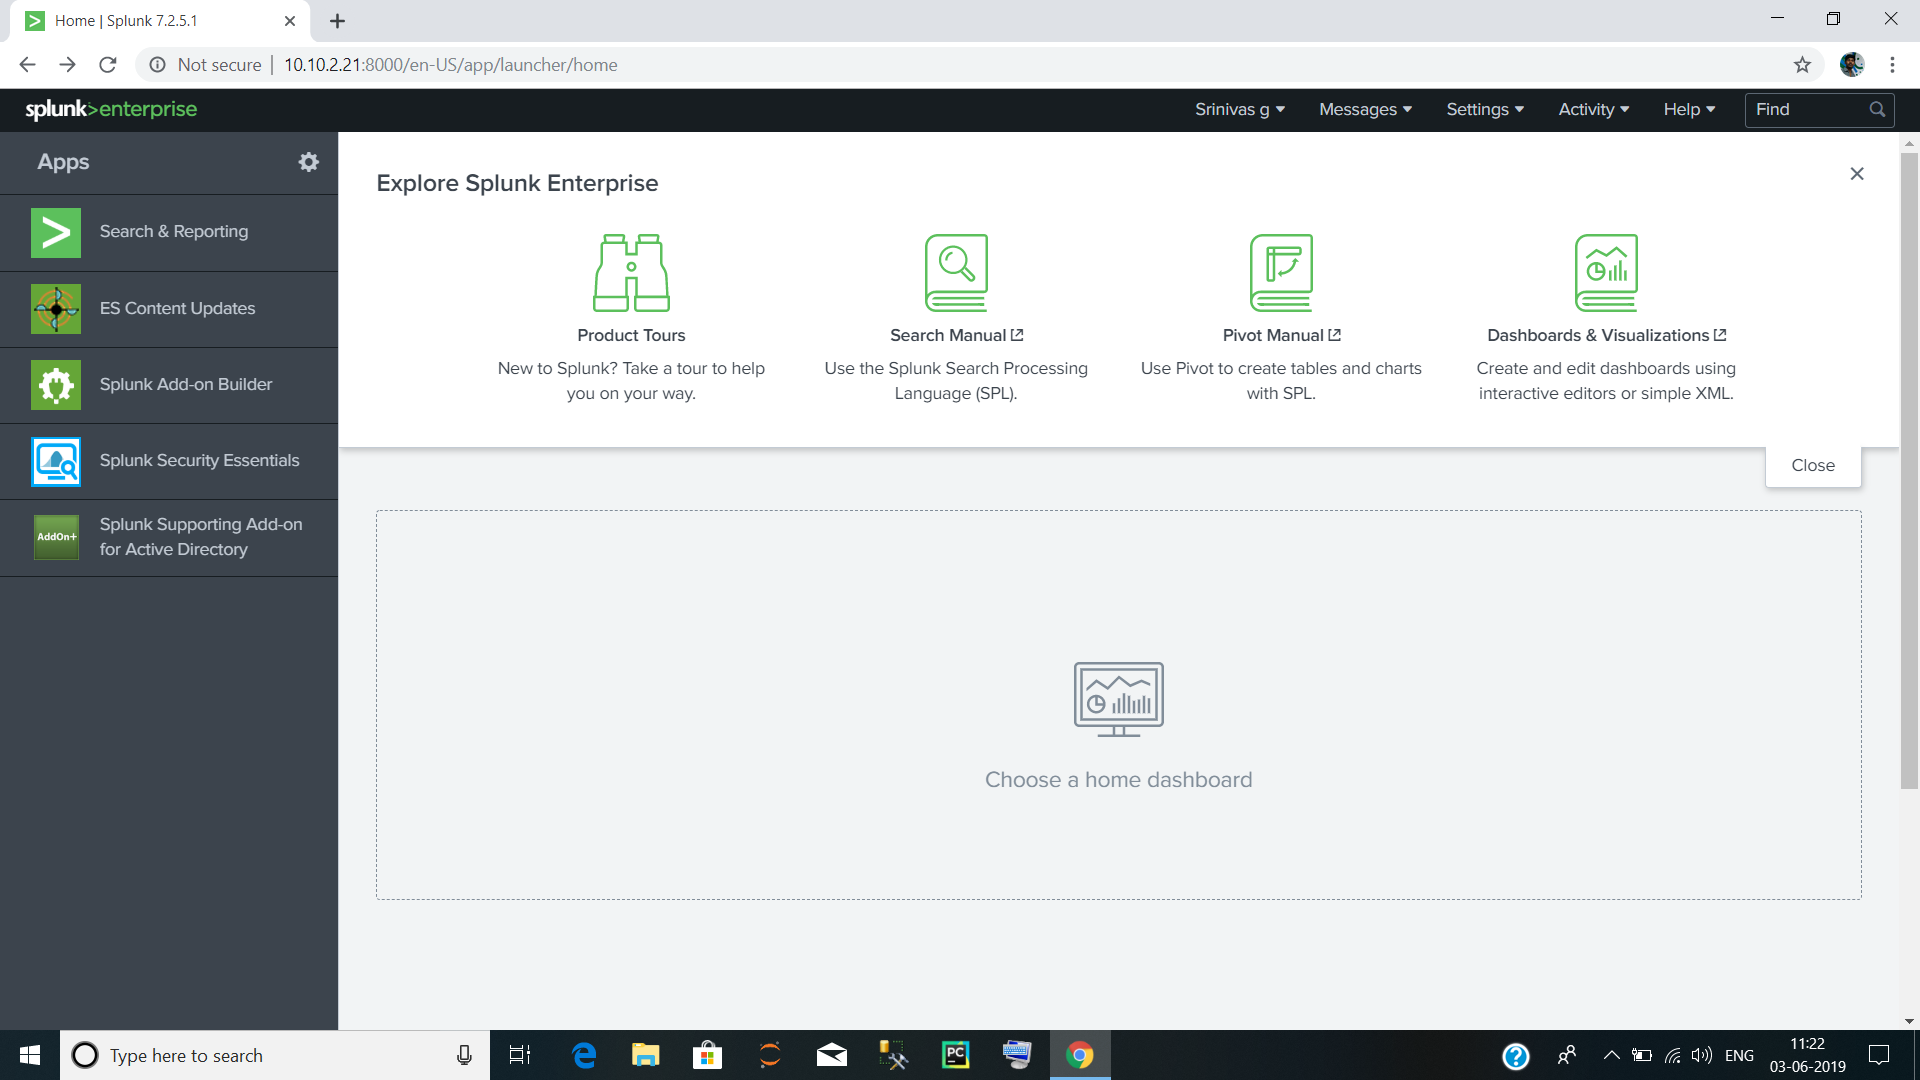 Home | Splunk 7.2.5.1
Not secure | 10.10.2.21:8000/en-US/app/launcher/home
splunk>enterprise
Srinivas g
Messages
Settings
Activity
Help
Find
Apps
Search & Reporting
ES Content Updates
Splunk Add-on Builder
Splunk Security Essentials
AddOn+
Splunk Supporting Add-on
for Active Directory
Explore Splunk Enterprise
Product Tours
New to Splunk? Take a tour to help
you on your way.
Search Manual
Use the Splunk Search Processing
Language (SPL).
Pivot Manual
Use Pivot to create tables and charts
with SPL.
Dashboards & Visualizations
Create and edit dashboards using
interactive editors or simple XML.
Close
Choose a home dashboard
Type here to search
PC
ENG
11:22
03-06-2019